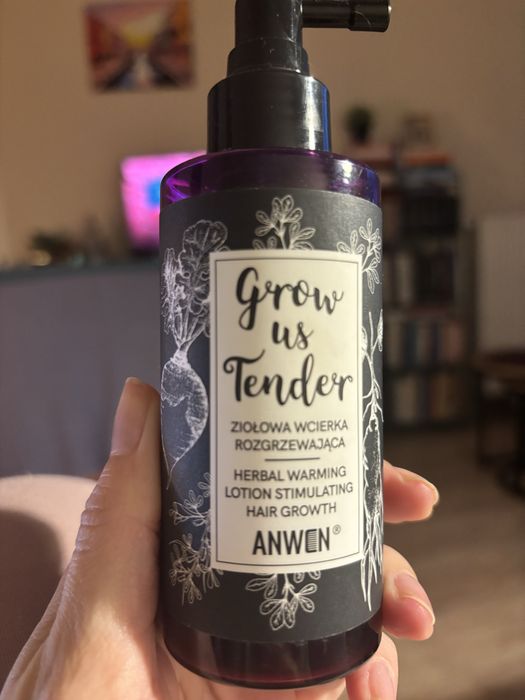 Grow
us
Tender
ZIOŁOWA WCIERKA
ROZGRZEWAJĄCA
HERBAL WARMING
LOTION STIMULATING
HAIR GROWTH
ANWEN®